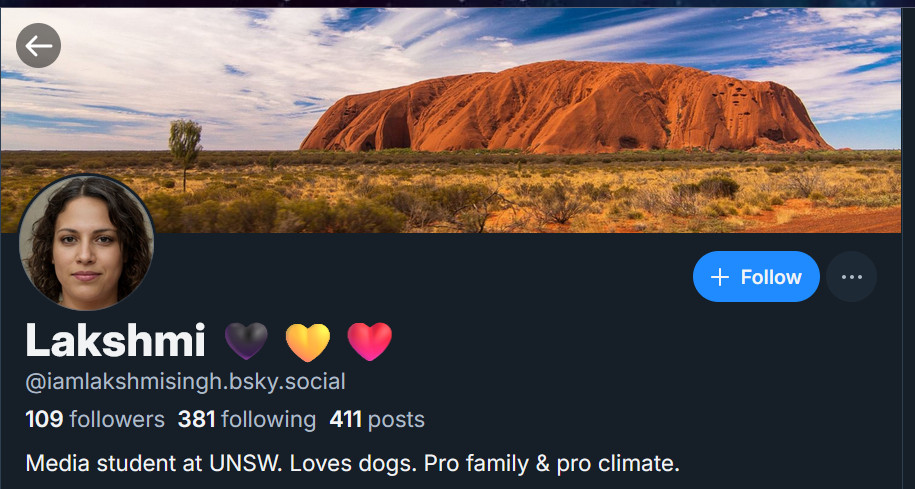 + Follow
Lakshmi 🖤 💛 ❤️
@iamlakshmisingh.bsky.social
109 followers 381 following 411 posts
Media student at UNSW. Loves dogs. Pro family & pro climate.